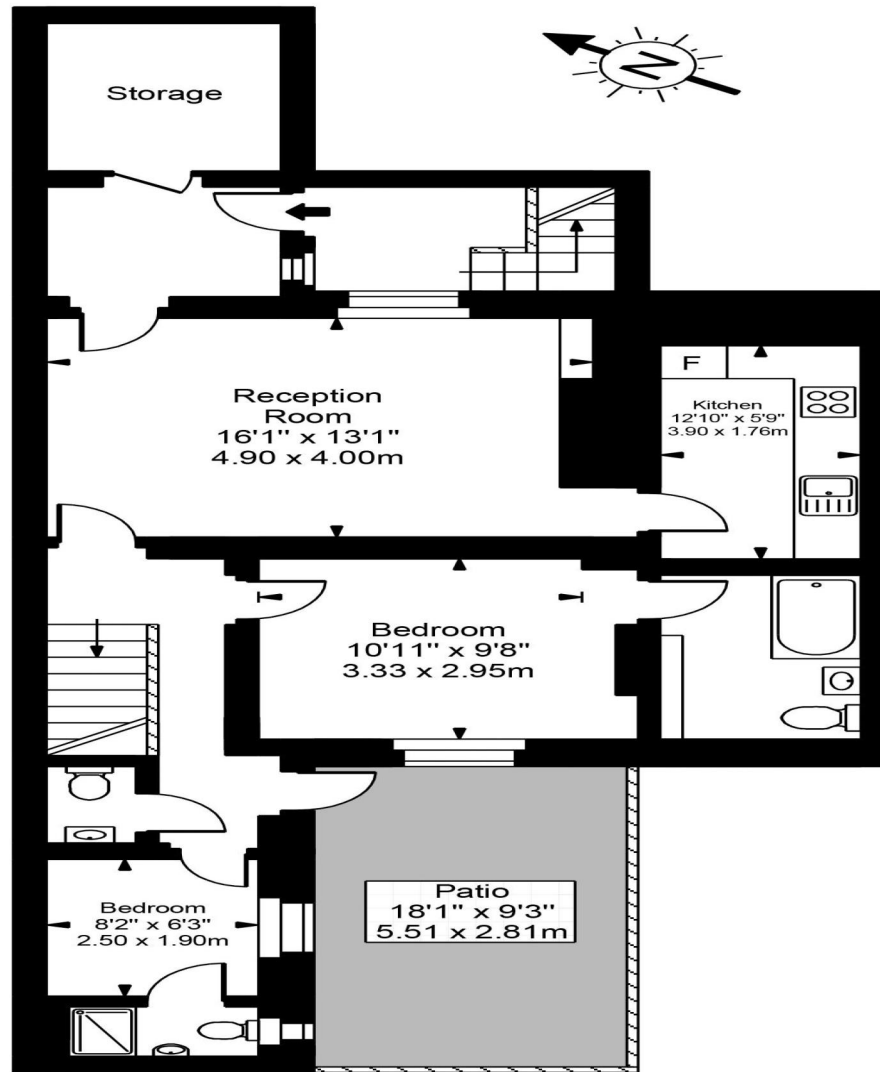 Storage
N
Reception
Room
16'1" x 13'1"
4.90 x 4.00m
F
Kitchen
12'10" x 5'9"
3.90 x 1.76m
Bedroom
10'11" x 9'8"
3.33 x 2.95m
Bedroom
8'2" x 6'3"
2.50 x 1.90m
Patio
18'1" x 9'3"
5.51 x 2.81m